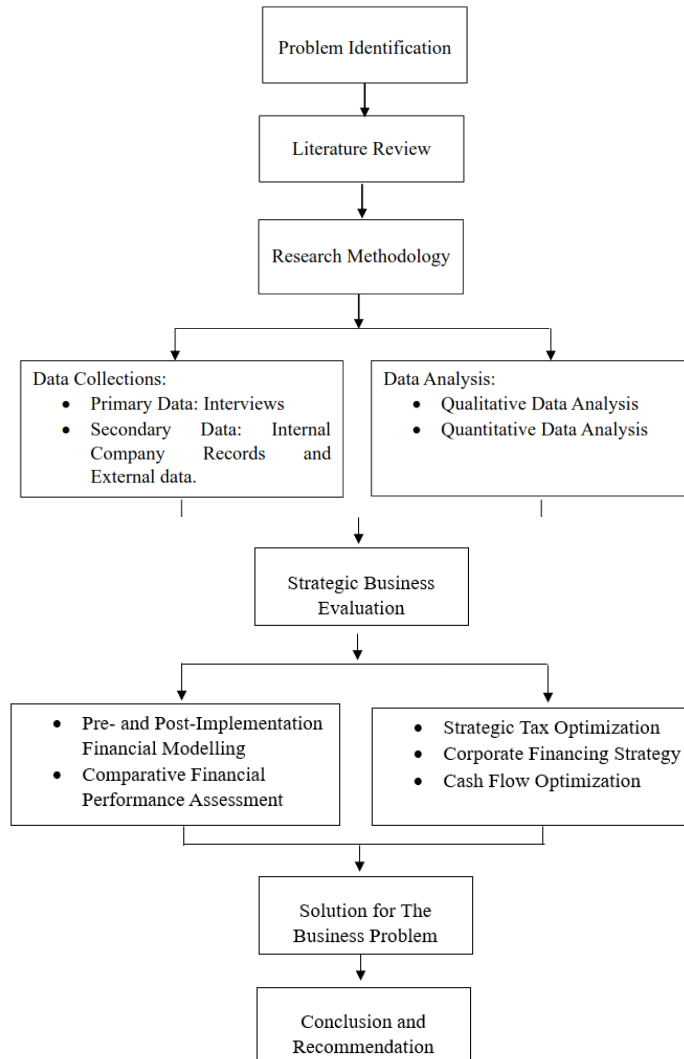 Problem Identification
Literature Review
Research Methodology
Data Collections:
• Primary Data: Interviews
• Secondary Data: Internal
Company Records and
External data.
Data Analysis:
• Qualitative Data Analysis
• Quantitative Data Analysis
Strategic Business
Evaluation
• Pre- and Post-Implementation
Financial Modelling
• Comparative Financial
Performance Assessment
• Strategic Tax Optimization
• Corporate Financing Strategy
• Cash Flow Optimization
Solution for The
Business Problem
Conclusion and
Recommendation